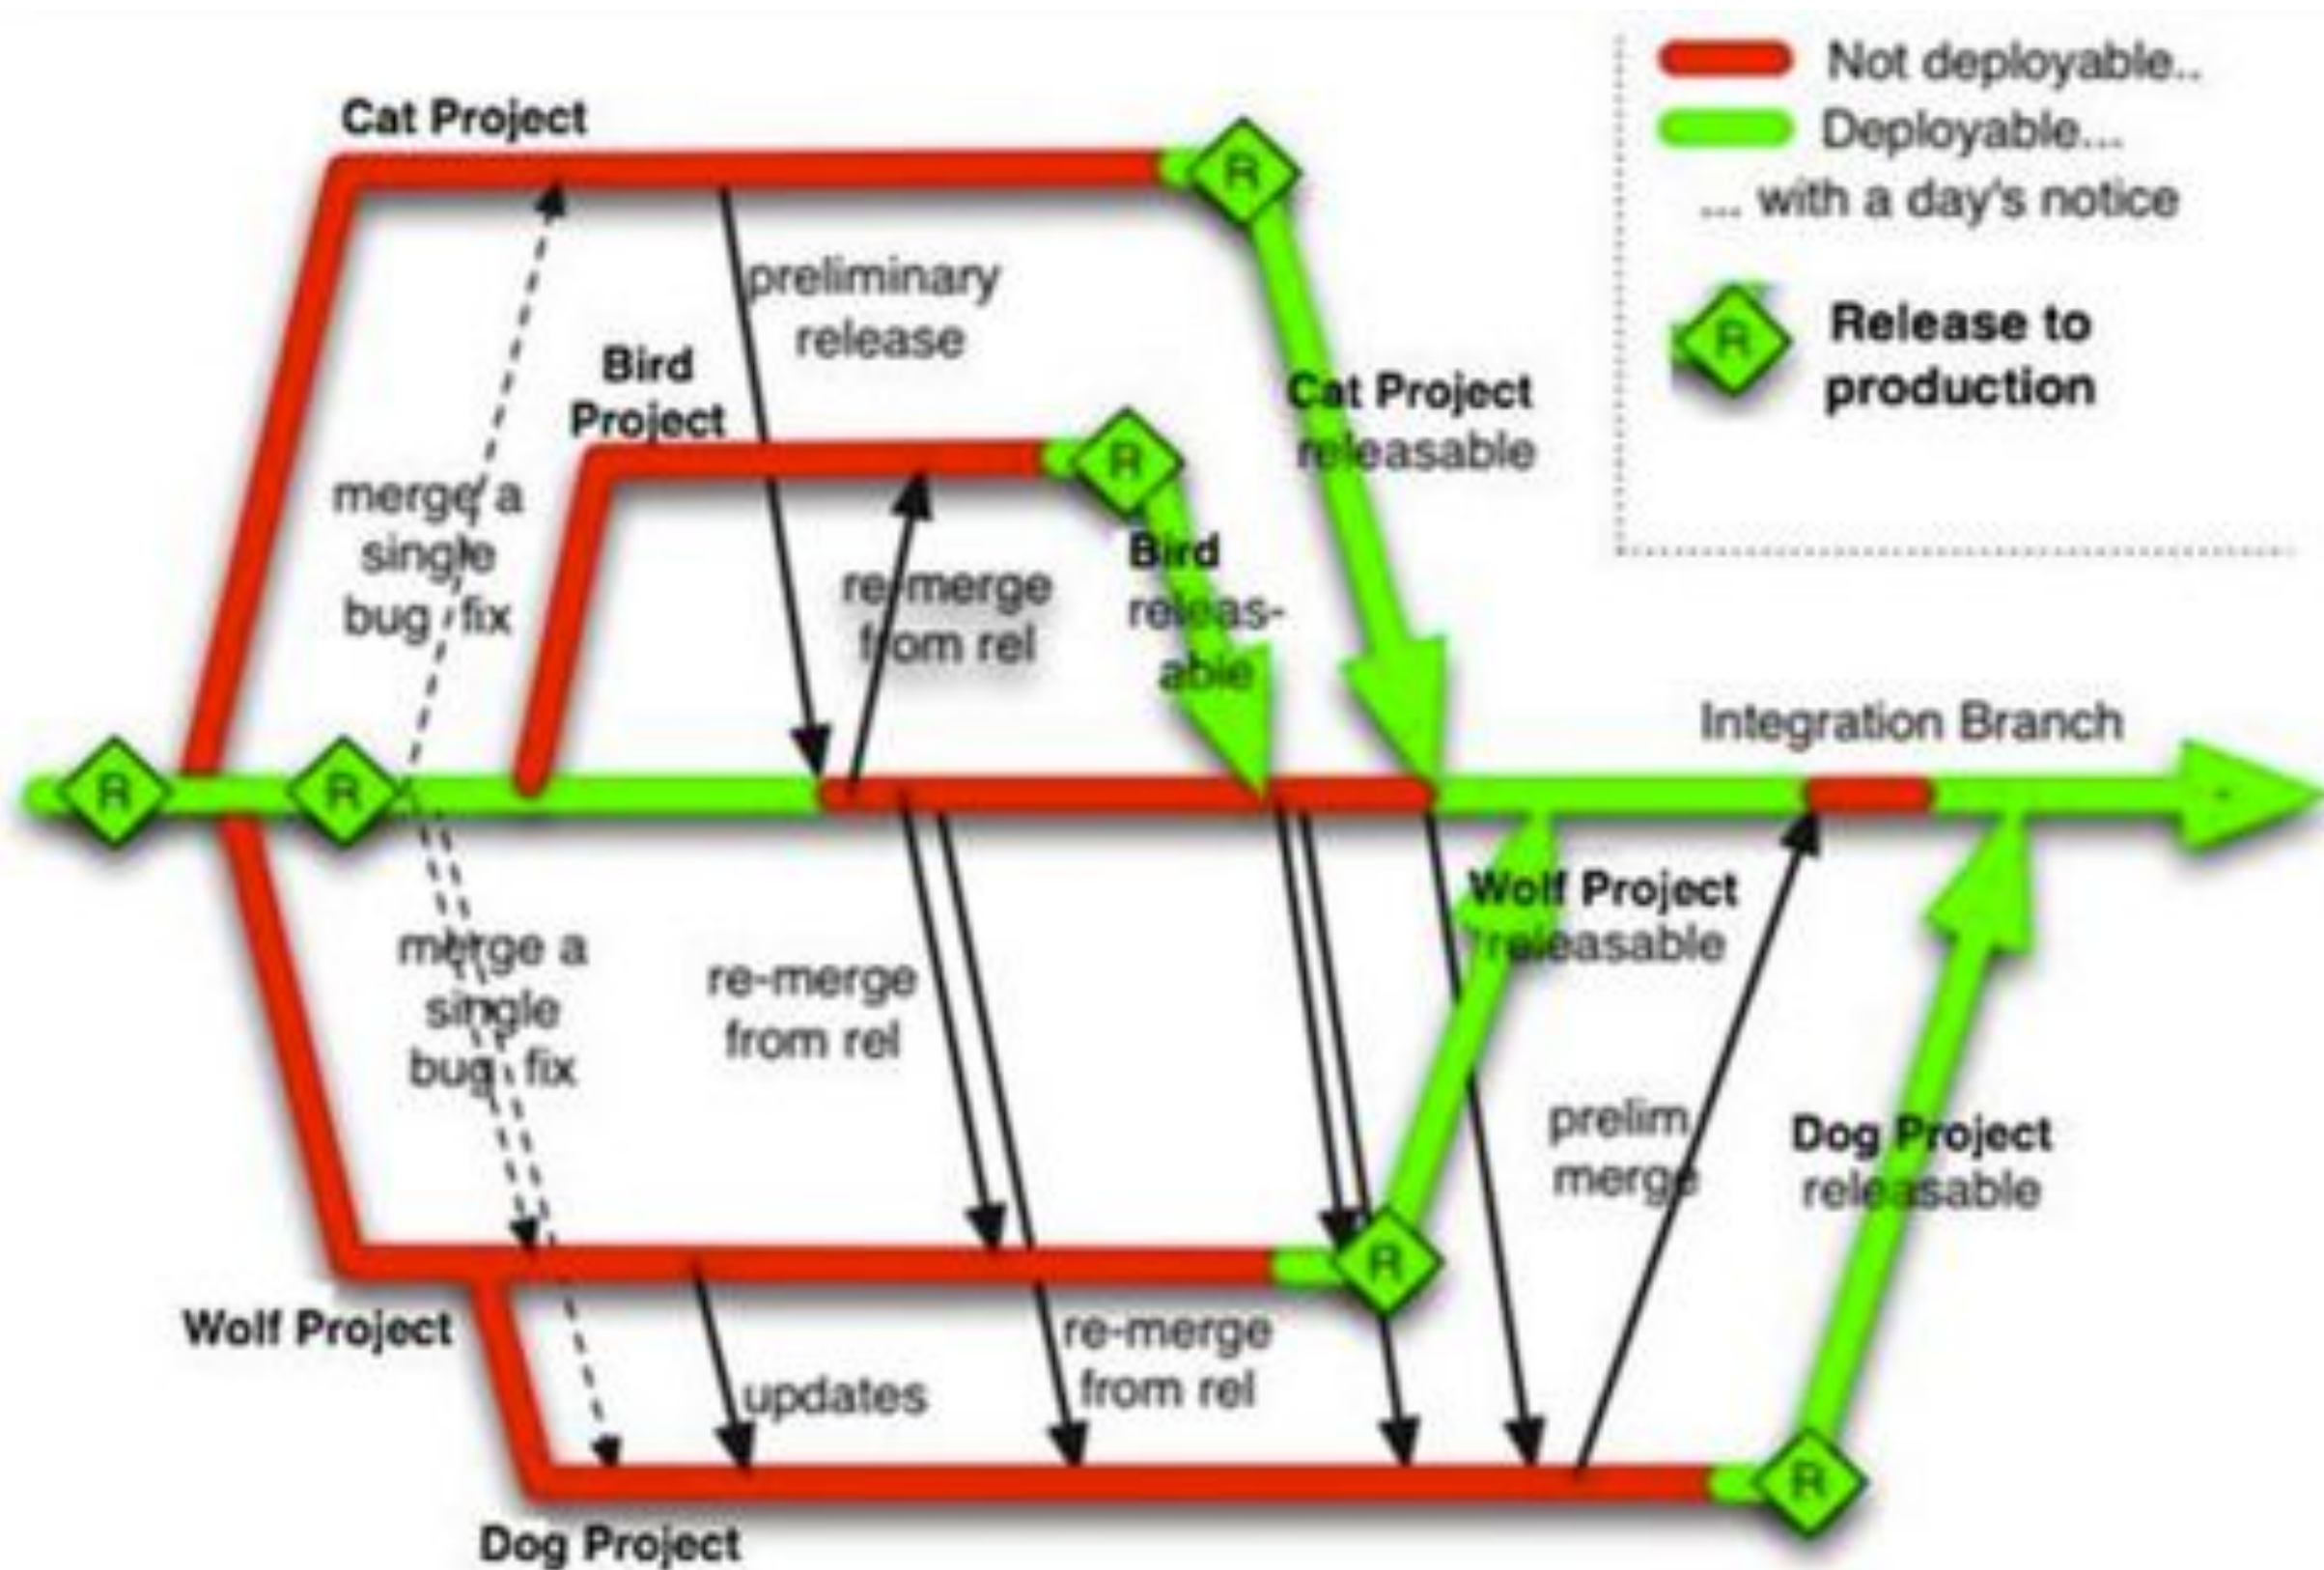 Cat Project
R
Not deployable..
Deployable...
... with a day's notice
R
Release to
production
preliminary
release
Bird
Project
R
Cat Project
releasable
merge a
single
bug fix
re-merge
from rel
Bird
releas-
able
Integration Branch
R
R
Wolf Project
releasable
merge a
single
bug fix
re-merge
from rel
prelim
merge
Dog Project
releasable
R
Wolf Project
re-merge
from rel
updates
R
Dog Project